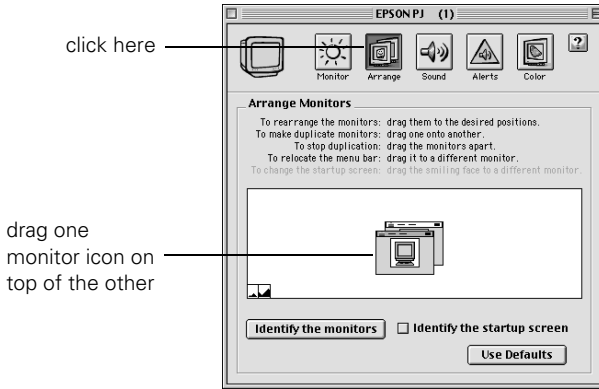 EPSON PJ (1)
click here
Monitor Arrange Sound Alerts Color
?
Arrange Monitors
To rearrange the monitors: drag them to the desired positions.
To make duplicate monitors: drag one onto another.
To stop duplication: drag the monitors apart.
To relocate the menu bar: drag it to a different monitor.
To change the startup screen: drag the smiling face to a different monitor.
drag one
monitor icon on
top of the other
Identify the monitors Identify the startup screen
Use Defaults